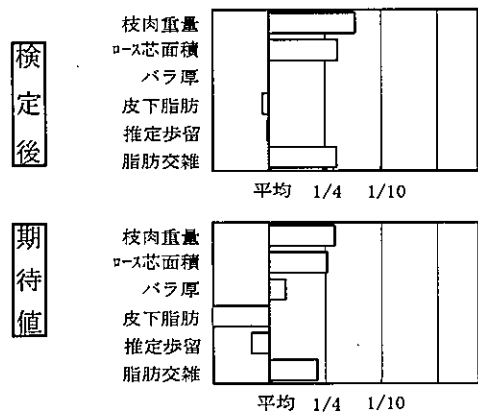 検定後
枝肉重量
ロース芯面積
バラ厚
皮下脂肪
推定歩留
脂肪交雑
平均 1/4 1/10
期待値
枝肉重量
ロース芯面積
バラ厚
皮下脂肪
推定歩留
脂肪交雑
平均 1/4 1/10